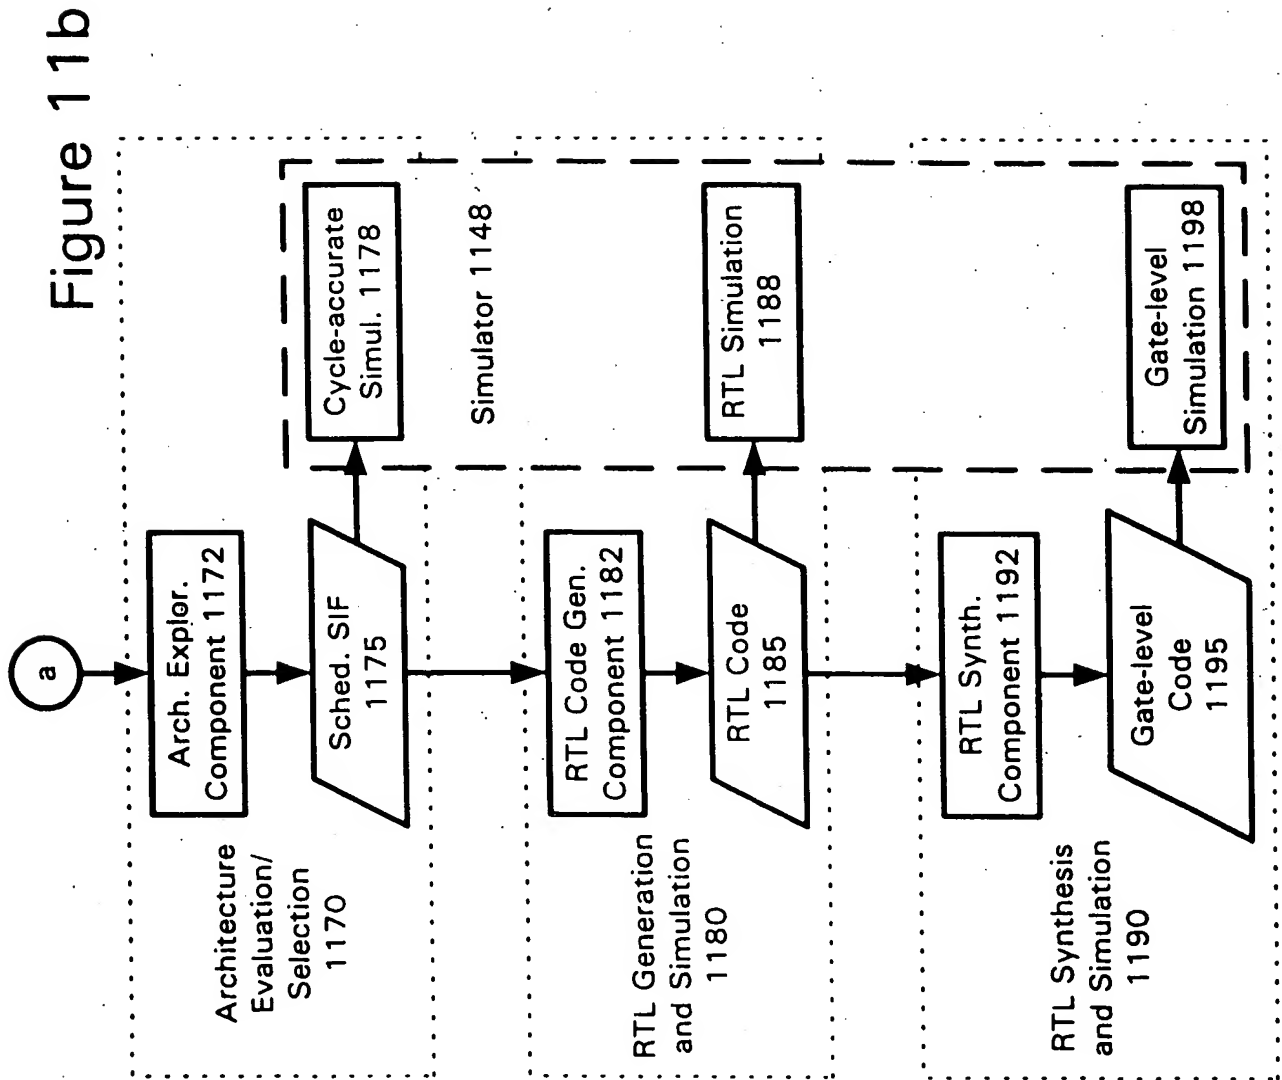 Figure 11b
a
Arch. Explor.
Component 1172
Sched. SIF
1175
Cycle-accurate
Simul. 1178
Architecture
Evaluation/
Selection
1170
Simulator 1148
RTL Code Gen.
Component 1182
RTL Code
1185
RTL Simulation
1188
RTL Generation
and Simulation
1180
RTL Synth.
Component 1192
Gate-level
Code
1195
Gate-level
Simulation 1198
RTL Synthesis
and Simulation
1190